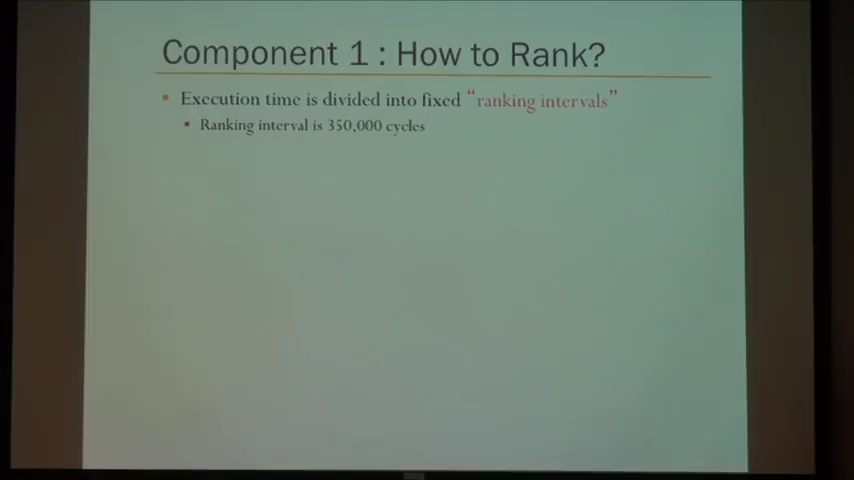 Component 1 : How to Rank?
Execution time is divided into fixed “ranking intervals”
Ranking interval is 350,000 cycles